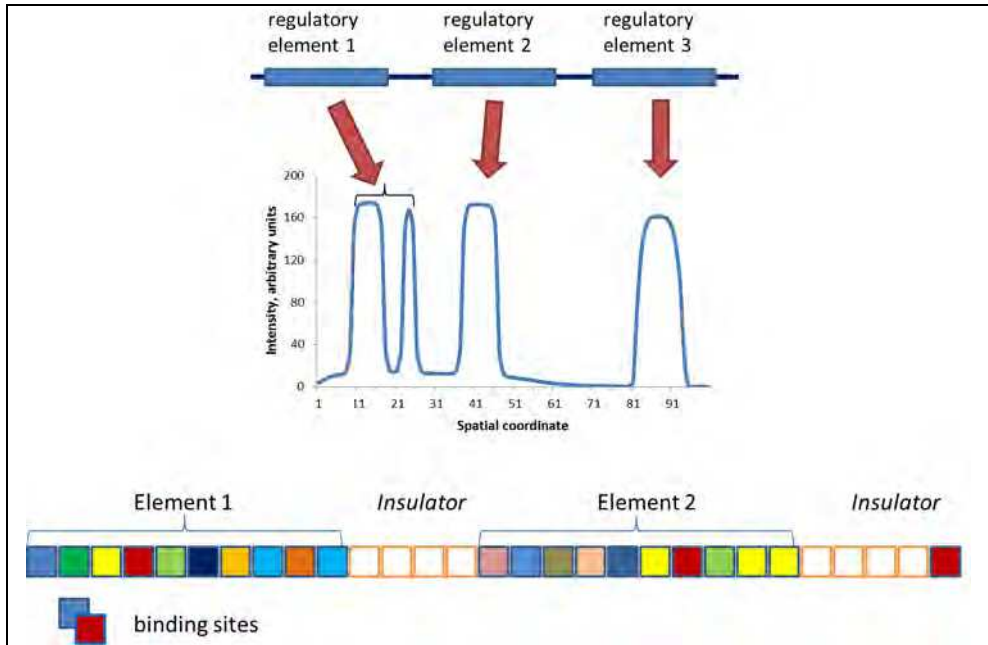 regulatory
element 1
regulatory
element 2
regulatory
element 3
Intensity, arbitrary units
200
160
120
80
40
0
1 11 21 31 41 51 61 71 81 91
Spatial coordinate
Element 1
Insulator
Element 2
Insulator
binding sites